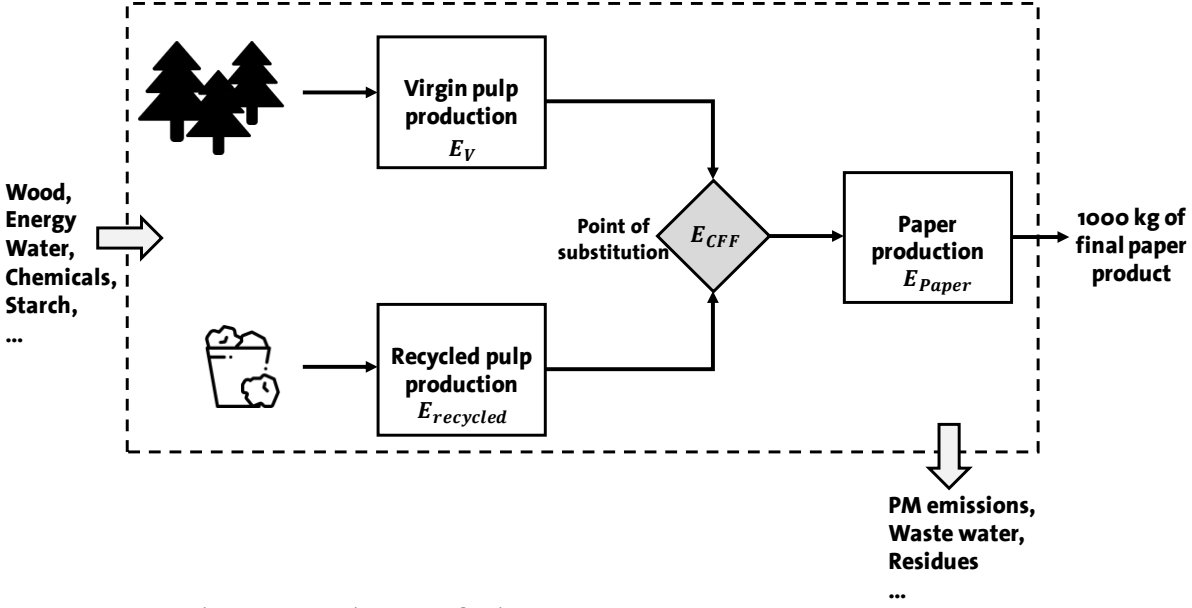 Wood,
Energy
Water,
Chemicals,
Starch,
...
Virgin pulp
production
E_V
Recycled pulp
production
E_recycled
Point of
substitution
E_CFF
Paper
production
E_Paper
1000 kg of
final paper
product
PM emissions,
Waste water,
Residues
...